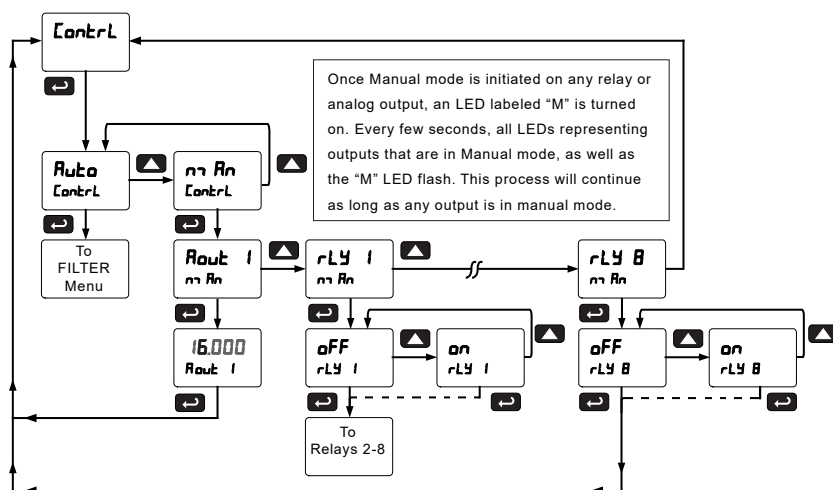 ContrL
Once Manual mode is initiated on any relay or
analog output, an LED labeled “M” is turned
on. Every few seconds, all LEDs representing
outputs that are in Manual mode, as well as
the “M” LED flash. This process will continue
as long as any output is in manual mode.
Auto
ContrL
mAn
ContrL
To
FILTER
Menu
Aout 1
mAn
rLY 1
mAn
rLY 8
mAn
16.000
Aout 1
oFF
rLY 1
on
rLY 1
oFF
rLY 8
on
rLY 8
To
Relays 2-8